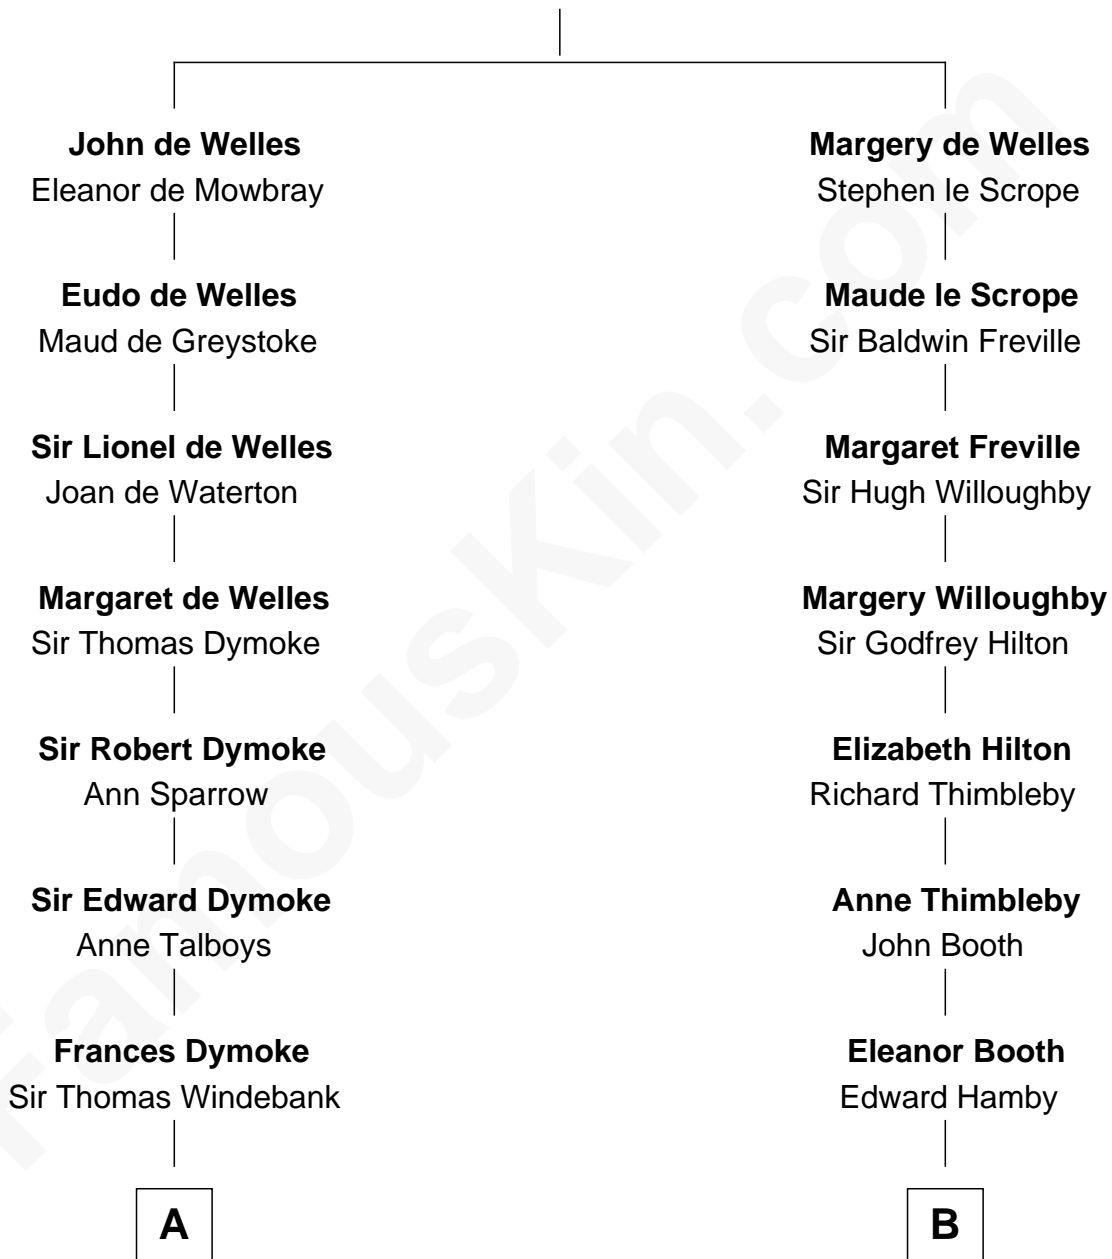 John de Welles
Eleanor de Mowbray
Eudo de Welles
Maud de Greystoke
Sir Lionel de Welles
Joan de Waterton
Margaret de Welles
Sir Thomas Dymoke
Sir Robert Dymoke
Ann Sparrow
Sir Edward Dymoke
Anne Talboys
Frances Dymoke
Sir Thomas Windebank
A
Margery de Welles
Stephen le Scrope
Maude le Scrope
Sir Baldwin Freville
Margaret Freville
Sir Hugh Willoughby
Margery Willoughby
Sir Godfrey Hilton
Elizabeth Hilton
Richard Thimbleby
Anne Thimbleby
John Booth
Eleanor Booth
Edward Hamby
B
FamousKin.com